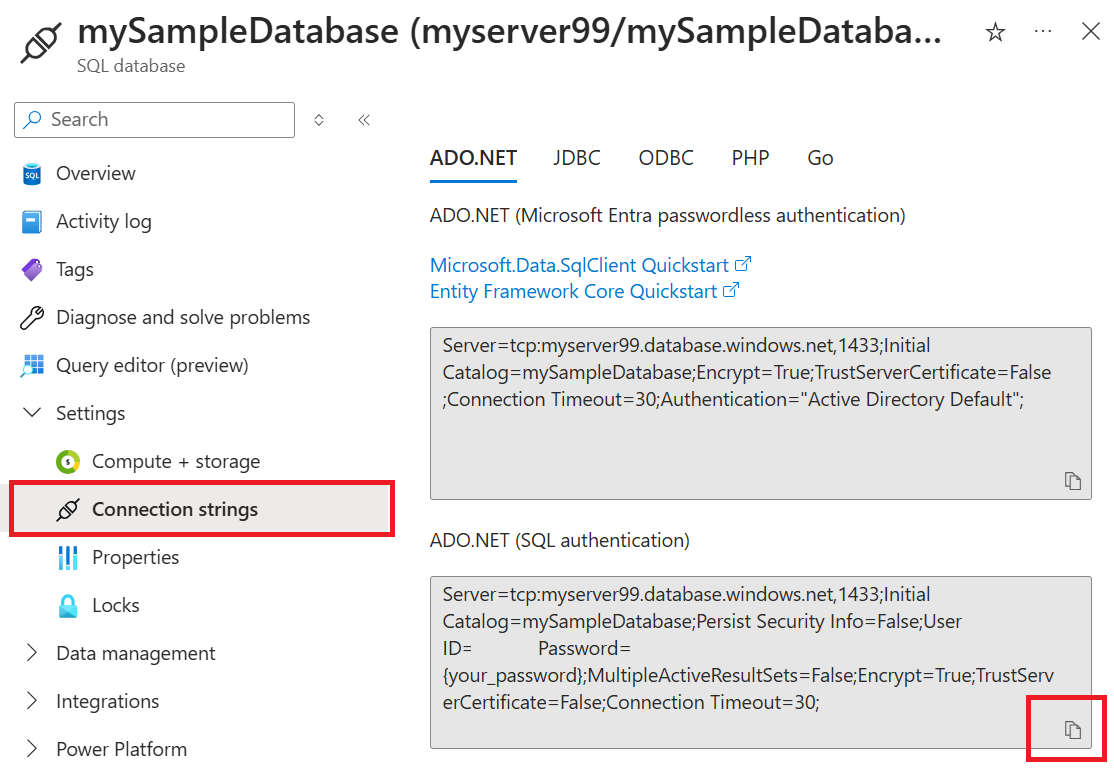 mySampleDatabase (myserver99/mySampleDataba...
SQL database
Search
Overview
Activity log
Tags
Diagnose and solve problems
Query editor (preview)
Settings
Compute + storage
Connection strings
Properties
Locks
Data management
Integrations
Power Platform
ADO.NET JDBC ODBC PHP Go
ADO.NET (Microsoft Entra passwordless authentication)
Microsoft.Data.SqlClient Quickstart
Entity Framework Core Quickstart
Server=tcp:myserver99.database.windows.net,1433;Initial
Catalog=mySampleDatabase;Encrypt=True;TrustServerCertificate=False
;Connection Timeout=30;Authentication="Active Directory Default";
ADO.NET (SQL authentication)
Server=tcp:myserver99.database.windows.net,1433;Initial
Catalog=mySampleDatabase;Persist Security Info=False;User
ID= Password=
{your_password};MultipleActiveResultSets=False;Encrypt=True;TrustServ
erCertificate=False;Connection Timeout=30;